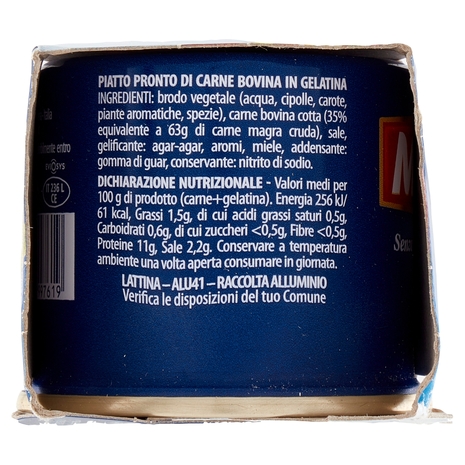 PIATTO PRONTO DI CARNE BOVINA IN GELATINA
INGREDIENTI: brodo vegetale (acqua, cipolle, carote,
piante aromatiche, spezie), carne bovina cotta (35%
equivalente a 63g di carne magra cruda), sale,
gelificante: agar-agar, aromi, miele, addensante:
gomma di guar, conservante: nitrito di sodio.
DICHIARAZIONE NUTRIZIONALE - Valori medi per
100 g di prodotto (carne+gelatina). Energia 256 kJ/
61 kcal, Grassi 1,5g, di cui acidi grassi saturi 0,5g,
Carboidrati 0,6g, di cui zuccheri <0,5g, Fibre <0,5g,
Proteine 11g, Sale 2,2g. Conservare a temperatura
ambiente una volta aperta consumare in giornata.
LATTINA – ALU41 – RACCOLTA ALLUMINIO
Verifica le disposizioni del tuo Comune
entro
IT 236 L
CE
7619
M